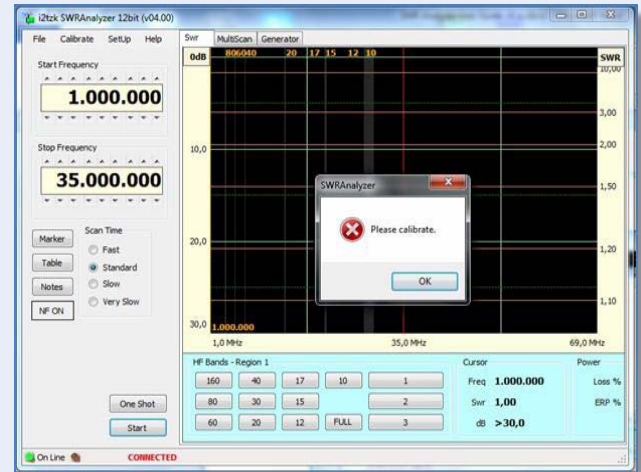 i2tzk SWRAnalyzer 12bit (v04.00)
File Calibrate SetUp Help
Swr MultiScan Generator
Start Frequency
1.000.000
Stop Frequency
35.000.000
Marker
Table
Notes
NF ON
Scan Time
Fast
Standard
Slow
Very Slow
One Shot
Start
0dB 806040 20 17 15 12 10 SWR
10,00
3,00
10,0 2,00
1,50
20,0
1,20
1,10
30,0 1.000.000
1,0 MHz 35,0 MHz 69,0 MHz
SWRAnalyzer
Please calibrate.
OK
HF Bands - Region 1
160 40 17 10 1
80 30 15 2
60 20 12 FULL 3
Cursor
Freq 1.000.000
Swr 1,00
dB >30,0
Power
Loss %
ERP %
On Line CONNECTED